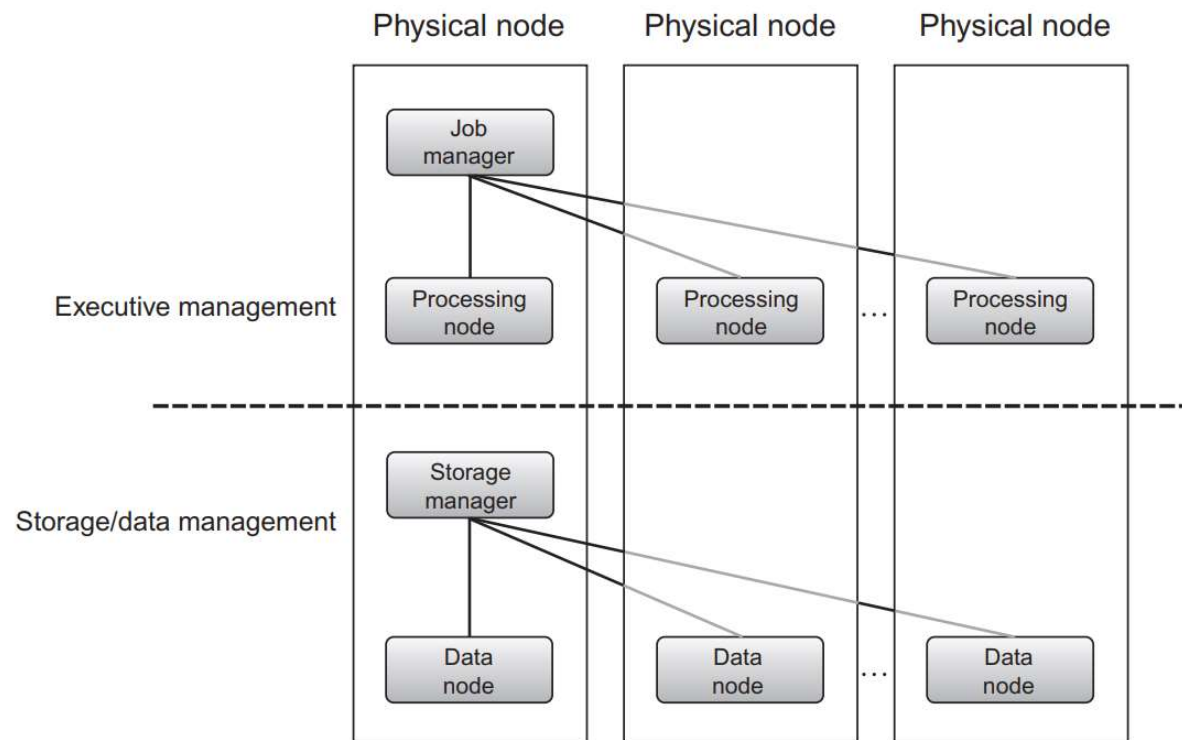 Physical node
Physical node
Physical node
Job
manager
Executive management
Processing
node
Processing
node
...
Processing
node
Storage
manager
Storage/data management
Data
node
Data
node
...
Data
node